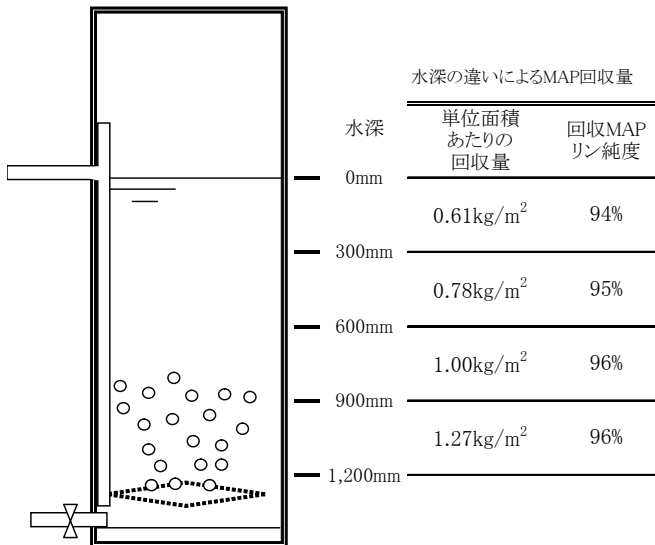 水深の違いによるMAP回収量
水深
単位面積
あたりの
回収量
回収MAP
リン純度
0mm
0.61kg/m²
94%
300mm
0.78kg/m²
95%
600mm
1.00kg/m²
96%
900mm
1.27kg/m²
96%
1,200mm